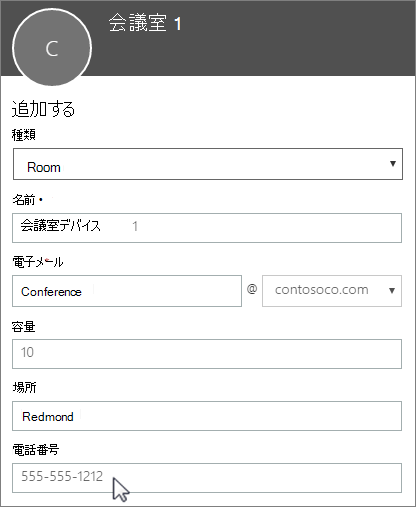 C
会議室 1
追加する
種類
Room
名前・
会議室デバイス 1
電子メール
Conference @ contosoco.com
容量
10
場所
Redmond
電話番号
555-555-1212